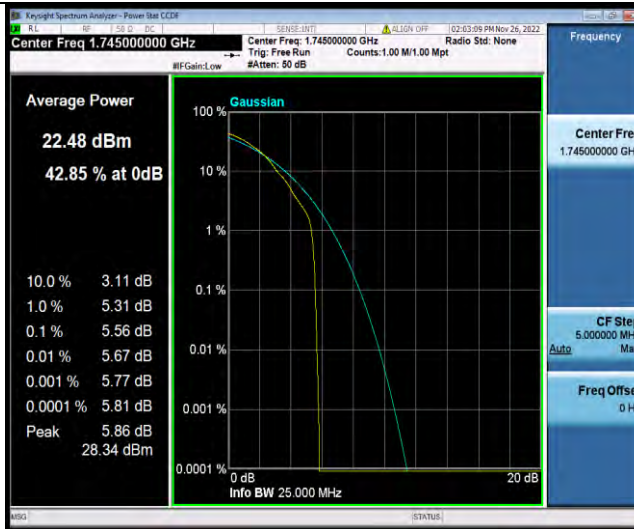 Keysight Spectrum Analyzer - Power Stat CCDF
RL RF 50 Ω DC SENSE:INT ALIGN OFF 02:03:09 PM Nov 26, 2022
Center Freq 1.745000000 GHz
Center Freq: 1.745000000 GHz Radio Std: None
Trig: Free Run Counts:1.00 M/1.00 Mpt
#IFGain:Low #Atten: 50 dB
Frequency
Average Power
22.48 dBm
42.85 % at 0dB
10.0 % 3.11 dB
1.0 % 5.31 dB
0.1 % 5.56 dB
0.01 % 5.67 dB
0.001 % 5.77 dB
0.0001 % 5.81 dB
Peak 5.86 dB
28.34 dBm
Gaussian
100 %
10 %
1 %
0.1 %
0.01 %
0.001 %
0.0001 %
0 dB 20 dB
Info BW 25.000 MHz
Center Fre
1.745000000 GH
CF Ste
5.000000 MH
Auto Ma
Freq Offse
0 H
MSG STATUS